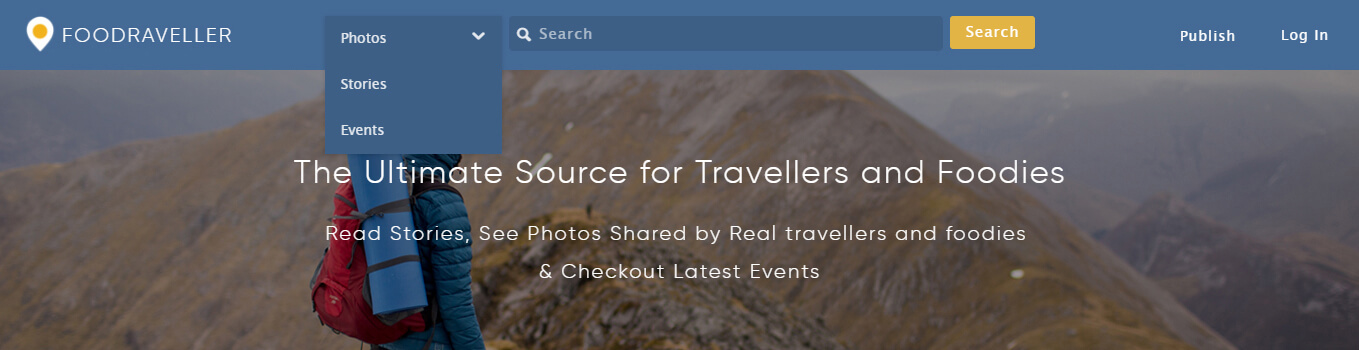 FOODRAVELLER
Photos
Stories
Events
Search
Search
Publish
Log In
The Ultimate Source for Travellers and Foodies
Read Stories, See Photos Shared by Real travellers and foodies
& Checkout Latest Events